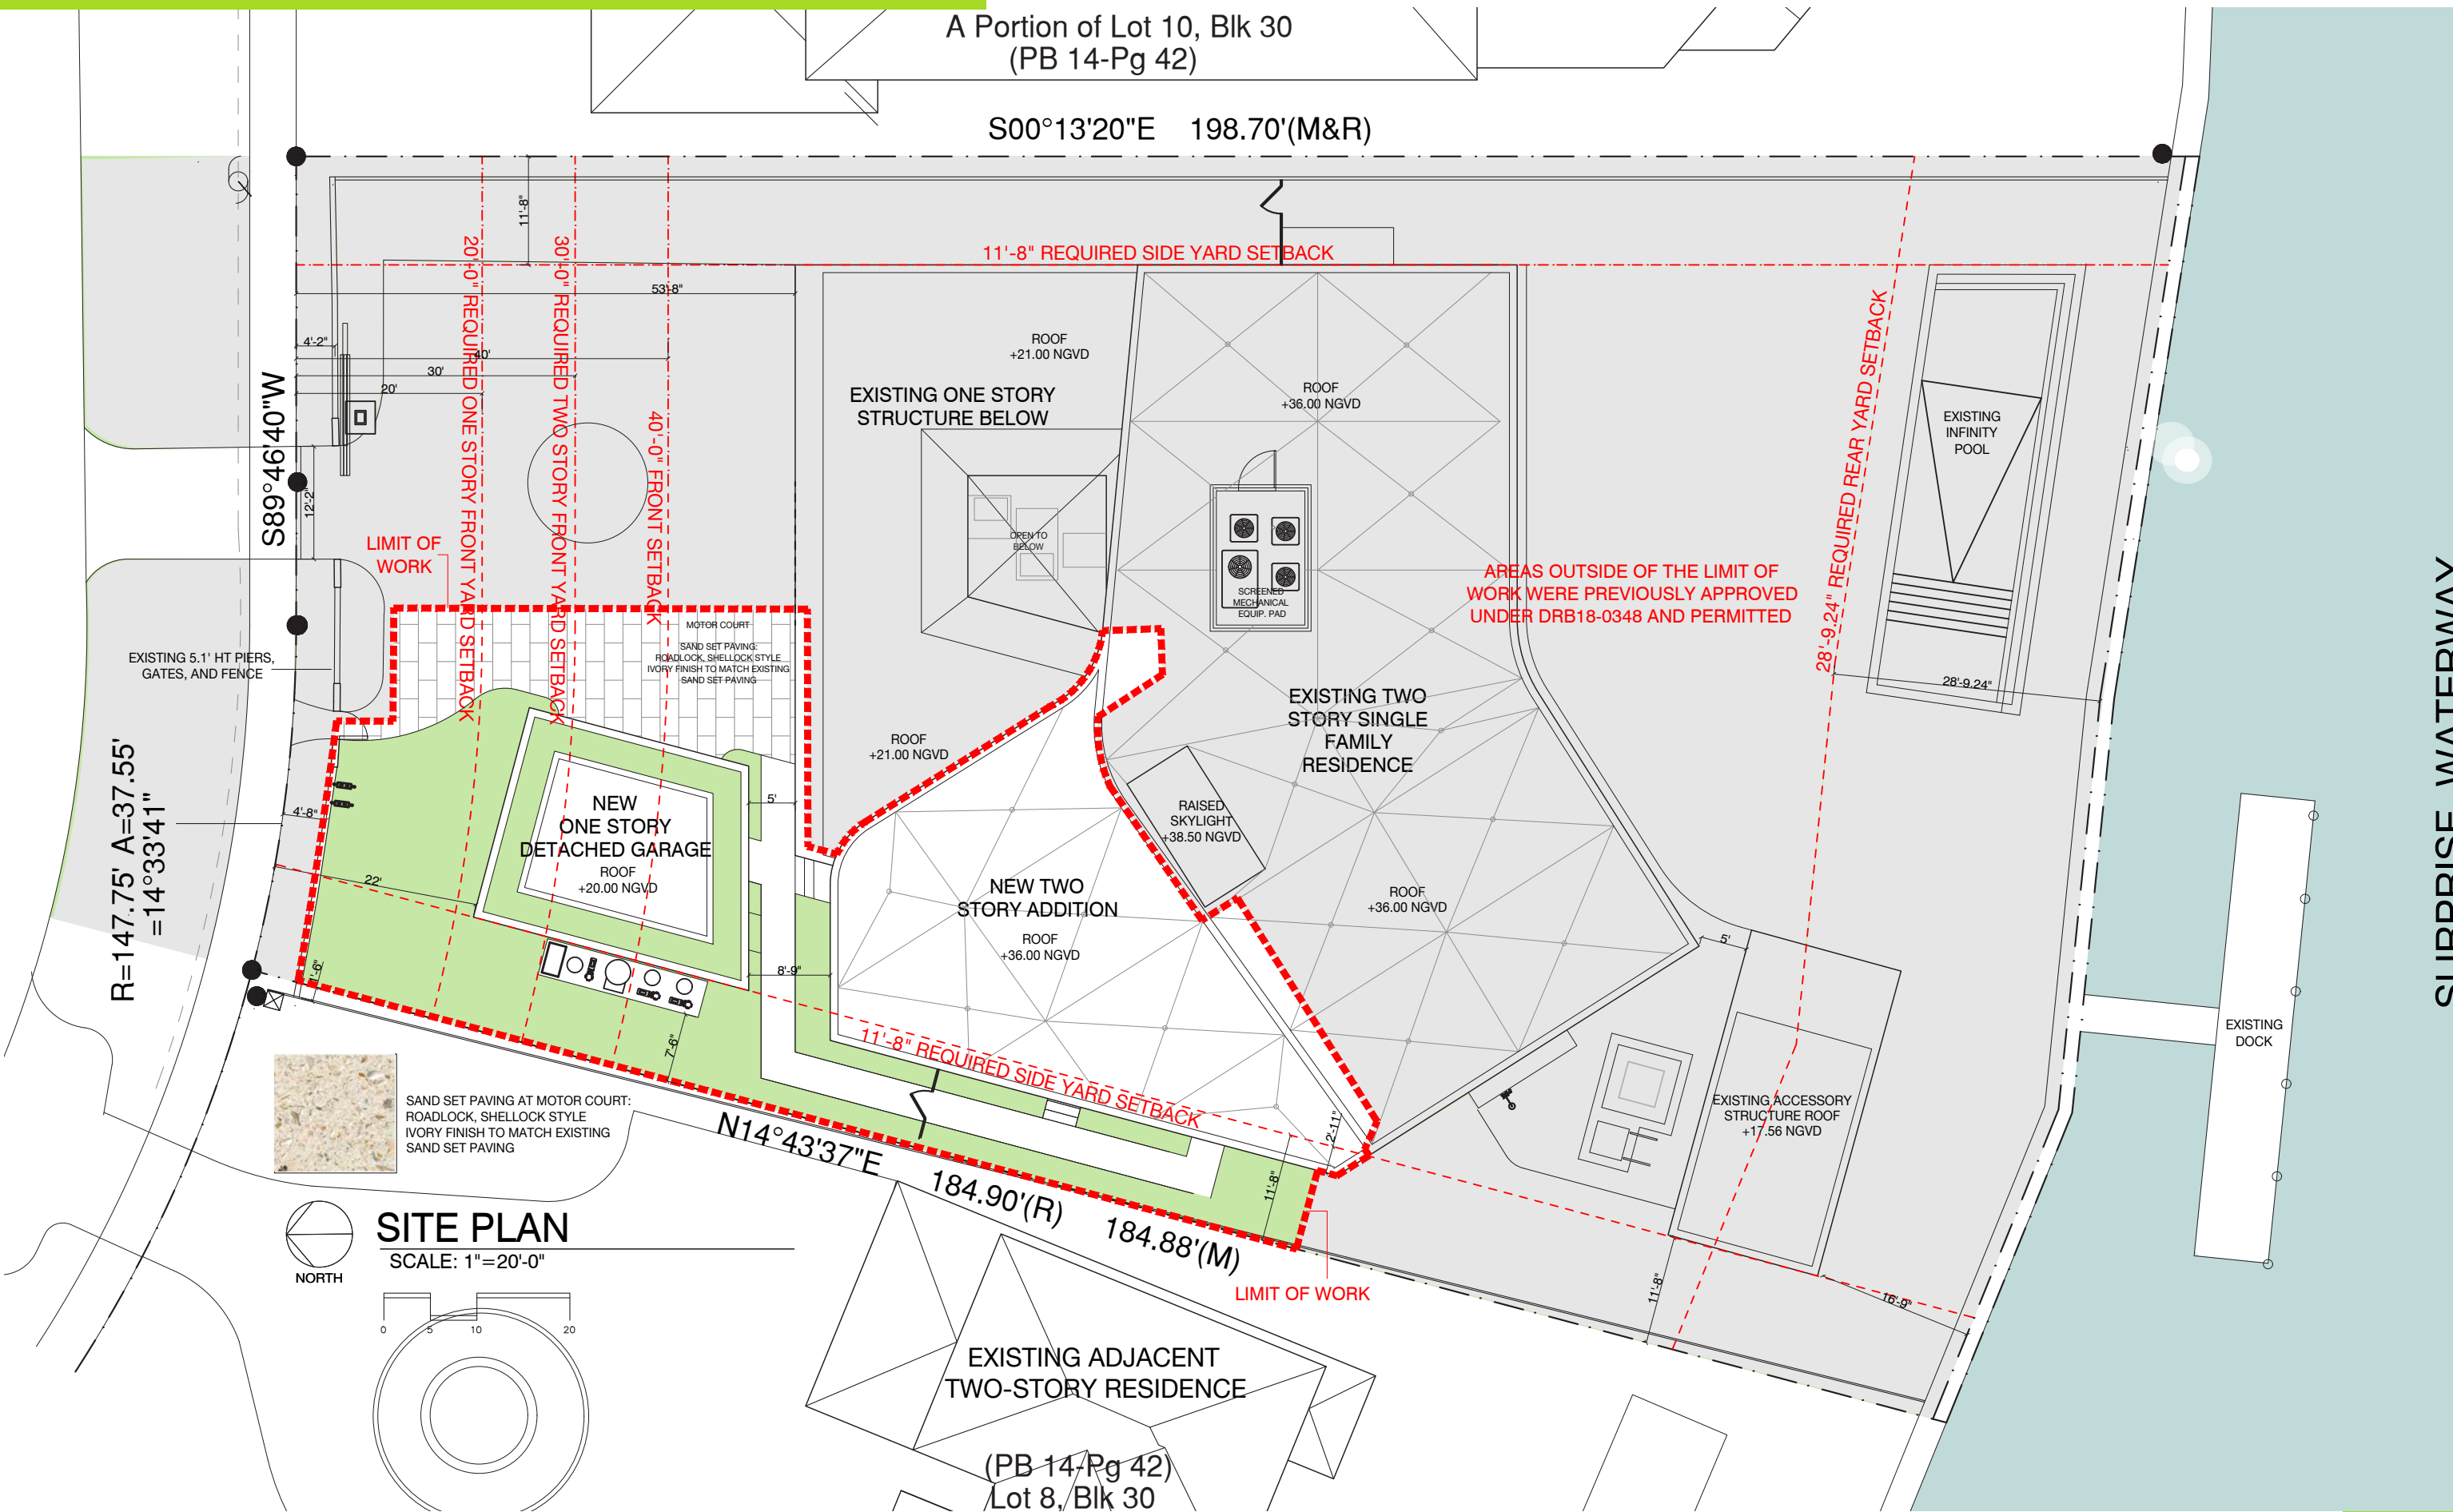 A Portion of Lot 10, Blk 30
(PB 14-Pg 42)
S00°13'20"E 198.70'(M&R)
11'-8"
11'-8" REQUIRED SIDE YARD SETBACK
20'-0" REQUIRED ONE STORY FRONT YARD SETBACK
30'-0" REQUIRED TWO STORY FRONT YARD SETBACK
40'-0" FRONT SETBACK
53'-8"
4'-2"
40'
30'
20'
S89°46'40"W
12'-2"
ROOF
+21.00 NGVD
EXISTING ONE STORY
STRUCTURE BELOW
ROOF
+36.00 NGVD
OPEN TO
BELOW
SCREENED
MECHANICAL
EQUIP. PAD
28'-9.24" REQUIRED REAR YARD SETBACK
EXISTING
INFINITY
POOL
AREAS OUTSIDE OF THE LIMIT OF
WORK WERE PREVIOUSLY APPROVED
UNDER DRB18-0348 AND PERMITTED
28'-9.24"
SURPRISE WATERWAY
LIMIT OF
WORK
MOTOR COURT
SAND SET PAVING:
ROADLOCK, SHELLOCK STYLE
IVORY FINISH TO MATCH EXISTING
SAND SET PAVING
EXISTING 5.1' HT PIERS,
GATES, AND FENCE
EXISTING TWO
STORY SINGLE
FAMILY
RESIDENCE
ROOF
+21.00 NGVD
R=147.75' A=37.55'
=14°33'41"
4'-8"
22'
5'
NEW
ONE STORY
DETACHED GARAGE
ROOF
+20.00 NGVD
RAISED
SKYLIGHT
+38.50 NGVD
NEW TWO
STORY ADDITION
ROOF
+36.00 NGVD
ROOF
+36.00 NGVD
5'
8'-9"
7'-6"
11'-8" REQUIRED SIDE YARD SETBACK
2'-11"
11'-8"
EXISTING
DOCK
EXISTING ACCESSORY
STRUCTURE ROOF
+17.56 NGVD
11'-8"
16'-9"
SAND SET PAVING AT MOTOR COURT:
ROADLOCK, SHELLOCK STYLE
IVORY FINISH TO MATCH EXISTING
SAND SET PAVING
N14°43'37"E 184.90'(R) 184.88'(M)
LIMIT OF WORK
SITE PLAN
SCALE: 1"=20'-0"
NORTH
0 5 10 20
EXISTING ADJACENT
TWO-STORY RESIDENCE
(PB 14-Pg 42)
Lot 8, Blk 30